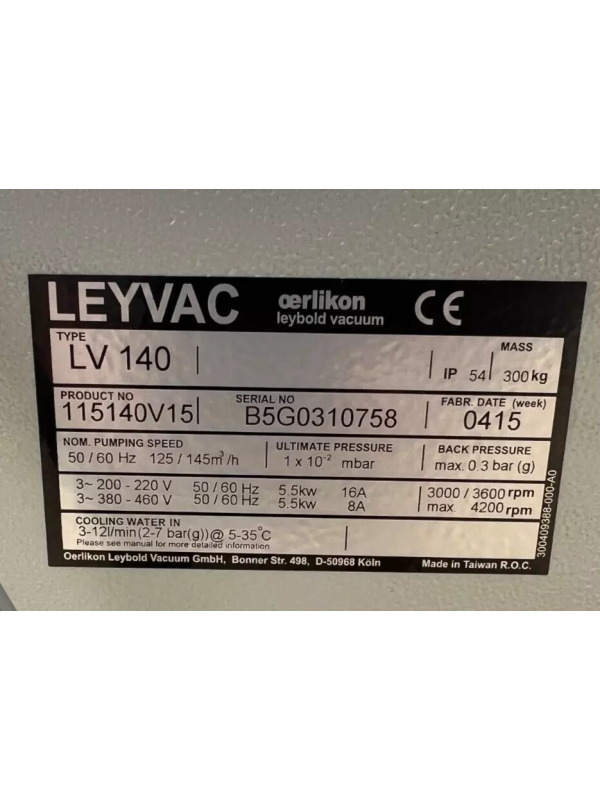 LEYVAC oerlikon leybold vacuum CE
TYPE
LV 140
IP 54
MASS
300 kg
PRODUCT NO
115140V15
SERIAL NO
B5G0310758
FABR. DATE (week)
0415
NOM. PUMPING SPEED
50 / 60 Hz 125 / 145m³/h
ULTIMATE PRESSURE
1 x 10⁻² mbar
BACK PRESSURE
max. 0.3 bar (g)
3~ 200 - 220 V 50 / 60 Hz 5.5kw 16A
3~ 380 - 460 V 50 / 60 Hz 5.5kw 8A
3000 / 3600 rpm
max. 4200 rpm
COOLING WATER IN
3-12l/min(2-7 bar(g))@ 5-35°C
Please see manual for more detailed information
Oerlikon Leybold Vacuum GmbH, Bonner Str. 498, D-50968 Köln
Made in Taiwan R.O.C.
300409388-000-A0